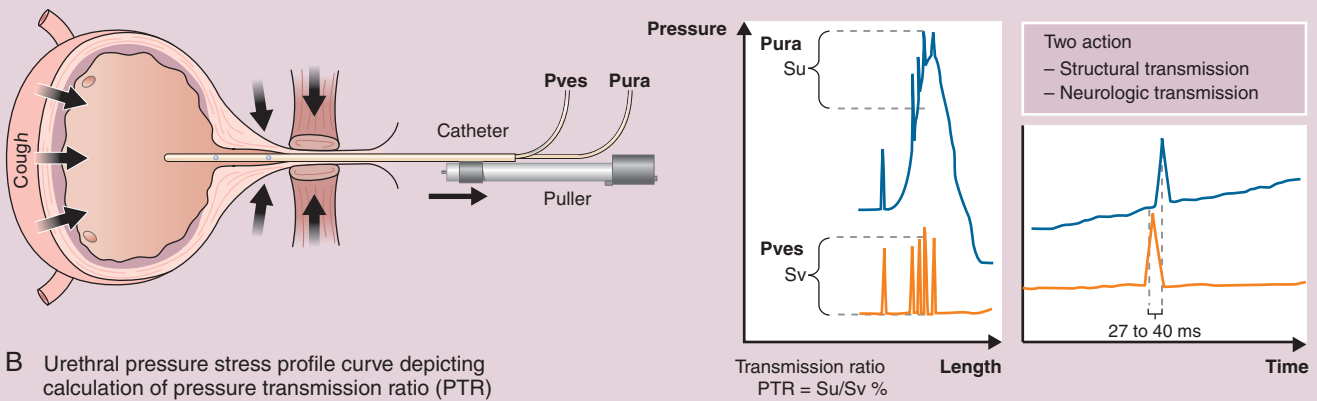 Cough
Pves
Pura
Catheter
Puller
B Urethral pressure stress profile curve depicting
calculation of pressure transmission ratio (PTR)
Pressure
Pura
Su
Pves
Sv
Length
Transmission ratio
PTR = Su/Sv %
Two action
– Structural transmission
– Neurologic transmission
27 to 40 ms
Time